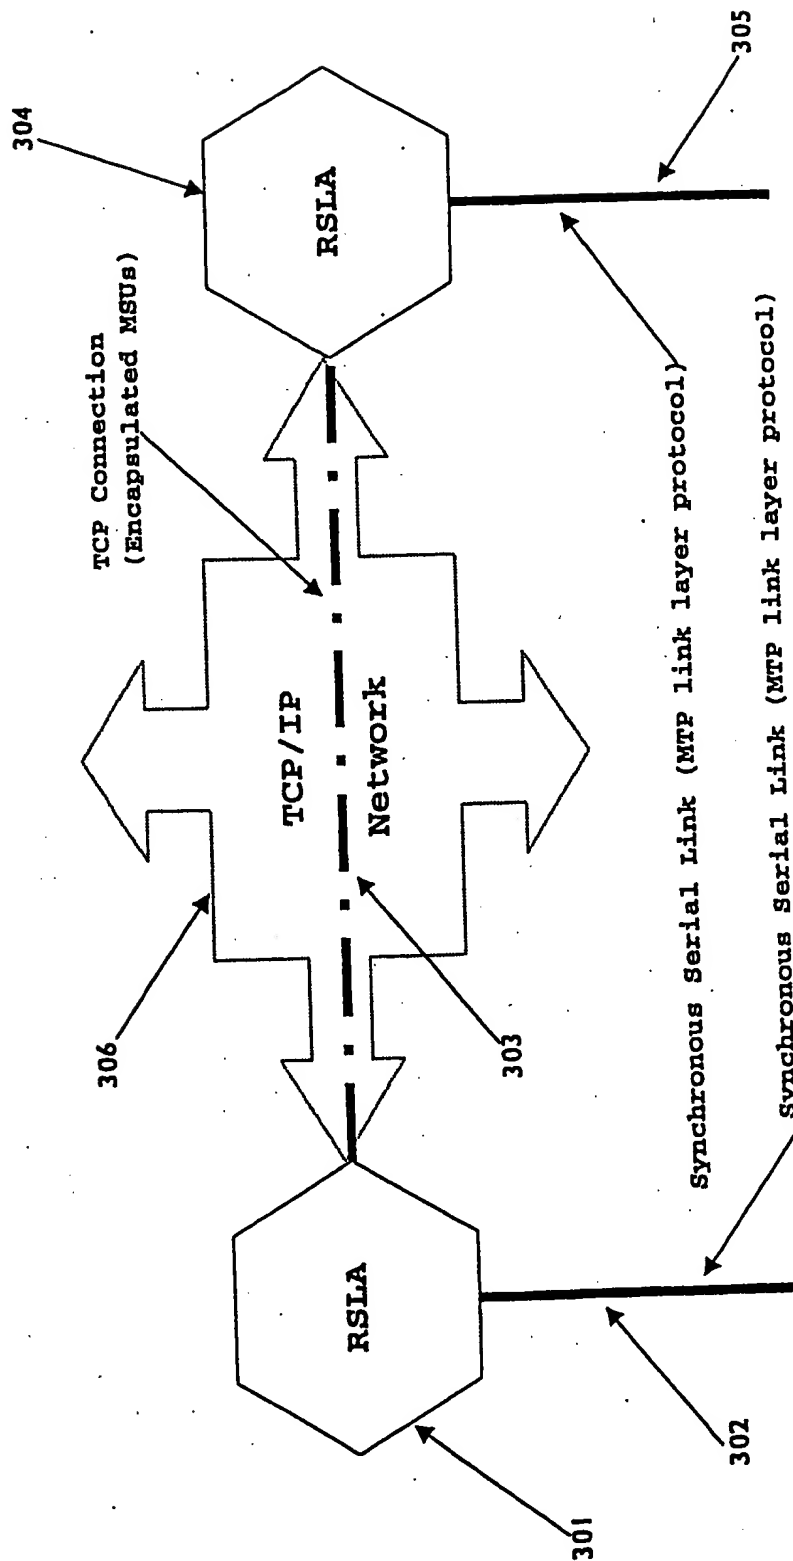 304
305
RSLA
TCP Connection
(Encapsulated MSUs)
TCP/IP
Network
306
303
RSLA
301
302
Synchronous Serial Link (MTP link layer protocol)
Synchronous Serial Link (MTP link layer protocol)